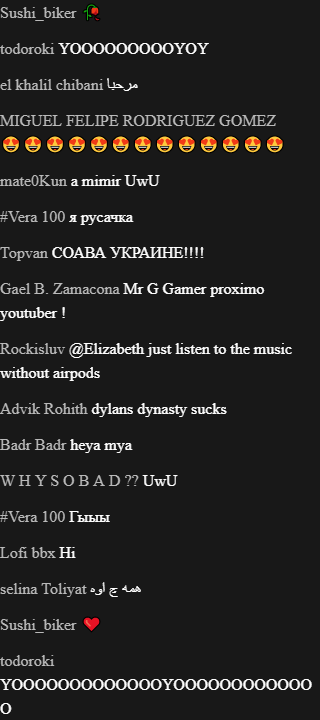 Sushi_biker 🥀
todoroki YOOOOOOOOOYOY
el khalil chibani مرحبا
MIGUEL FELIPE RODRIGUEZ GOMEZ
😍😍😍😍😍😍😍😍😍😍😍😍😍
mate0Kun a mimir UwU
#Vera 100 я русачка
Topvan СОАВА УКРАИНЕ!!!!
Gael B. Zamacona Mr G Gamer proximo
youtuber !
Rockisluv @Elizabeth just listen to the music
without airpods
Advik Rohith dylans dynasty sucks
Badr Badr heya mya
W H Y S O B A D ?? UwU
#Vera 100 Гыыы
Lofi bbx Hi
selina Toliyat همه ج اوه
Sushi_biker ❤️
todoroki
YOOOOOOOOOOOOOYOOOOOOOOOOOO
O